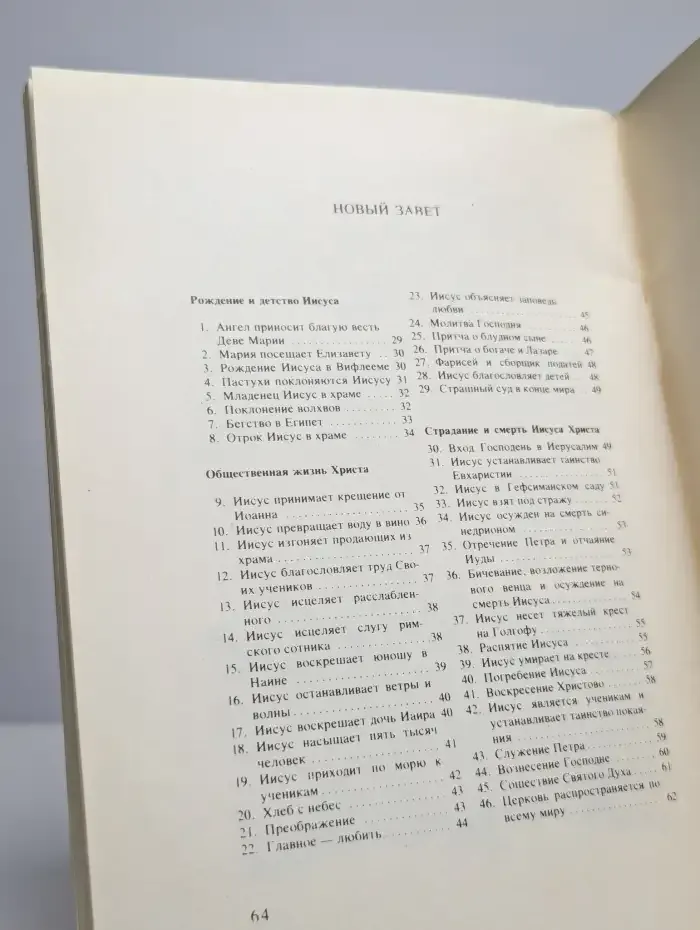 НОВЫЙ ЗАВЕТ
Рождение и детство Иисуса
1. Ангел приносит благую весть
Деве Марии . . . . . . . . . . . . . . 29
2. Мария посещает Елизавету . . 30
3. Рождение Иисуса в Вифлееме 30
4. Пастухи поклоняются Иисусу 31
5. Младенец Иисус в храме . . . . . 32
6. Поклонение волхвов . . . . . . . . 32
7. Бегство в Египет . . . . . . . . . . . 33
8. Отрок Иисус в храме . . . . . . . . 34
Общественная жизнь Христа
9. Иисус принимает крещение от
Иоанна . . . . . . . . . . . . . . . . . . 35
10. Иисус превращает воду в вино 36
11. Иисус изгоняет продающих из
храма . . . . . . . . . . . . . . . . . . . 37
12. Иисус благословляет труд Сво-
их учеников . . . . . . . . . . . . . . 37
13. Иисус исцеляет расслаблен-
ного . . . . . . . . . . . . . . . . . . . . 38
14. Иисус исцеляет слугу рим-
ского сотника . . . . . . . . . . . . . 38
15. Иисус воскрешает юношу в
Наине . . . . . . . . . . . . . . . . . . . 39
16. Иисус останавливает ветры и
волны . . . . . . . . . . . . . . . . . . . 40
17. Иисус воскрешает дочь Иаира 40
18. Иисус насыщает пять тысяч
человек . . . . . . . . . . . . . . . . . . 41
19. Иисус приходит по морю к
ученикам . . . . . . . . . . . . . . . . 42
20. Хлеб с небес . . . . . . . . . . . . . . 43
21. Преображение . . . . . . . . . . . . 43
22. Главное — любить . . . . . . . . . . 44
23. Иисус объясняет заповедь
любви . . . . . . . . . . . . . . . . . . . 45
24. Молитва Господня . . . . . . . . . 46
25. Притча о блудном сыне . . . . . 46
26. Притча о богаче и Лазаре . . . . 47
27. Фарисей и сборщик податей 48
28. Иисус благословляет детей . . 48
29. Страшный суд в конце мира . . 49
Страдание и смерть Иисуса Христа
30. Вход Господень в Иерусалим 49
31. Иисус устанавливает таинство
Евхаристии . . . . . . . . . . . . . . . 51
32. Иисус в Гефсиманском саду 51
33. Иисус взят под стражу . . . . . . 52
34. Иисус осужден на смерть си-
недрионом . . . . . . . . . . . . . . . 53
35. Отречение Петра и отчаяние
Иуды . . . . . . . . . . . . . . . . . . . . 53
36. Бичевание, возложение терно-
вого венца и осуждение на
смерть Иисуса . . . . . . . . . . . . . 54
37. Иисус несет тяжелый крест
на Голгофу . . . . . . . . . . . . . . . 55
38. Распятие Иисуса . . . . . . . . . . 55
39. Иисус умирает на кресте . . . . 56
40. Погребение Иисуса . . . . . . . . 57
41. Воскресение Христово . . . . . . 58
42. Иисус является ученикам и
устанавливает таинство покая-
ния . . . . . . . . . . . . . . . . . . . . . 58
43. Служение Петра . . . . . . . . . . . 59
44. Вознесение Господне . . . . . . . 60
45. Сошествие Святого Духа . . . . 61
46. Церковь распространяется по
всему миру . . . . . . . . . . . . . . . 62
64